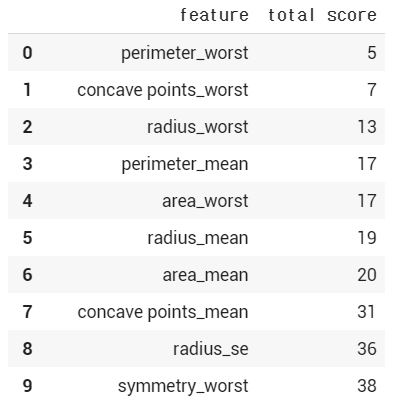 feature total score
0 perimeter_worst 5
1 concave points_worst 7
2 radius_worst 13
3 perimeter_mean 17
4 area_worst 17
5 radius_mean 19
6 area_mean 20
7 concave points_mean 31
8 radius_se 36
9 symmetry_worst 38